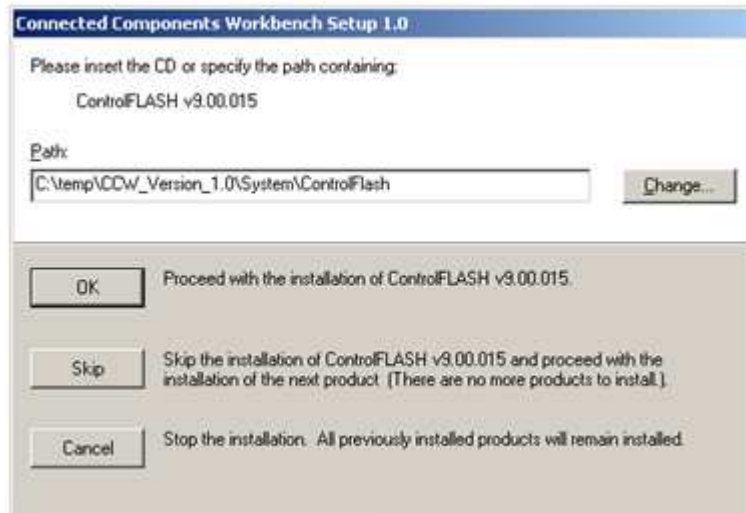 Connected Components Workbench Setup 1.0
Please insert the CD or specify the path containing:
ControlFLASH v9.00.015
Path:
C:\temp\CCW_Version_1.0\System\ControlFlash
Change...
OK
Proceed with the installation of ControlFLASH v9.00.015.
Skip
Skip the installation of ControlFLASH v9.00.015 and proceed with the
installation of the next product (There are no more products to install.).
Cancel
Stop the installation. All previously installed products will remain installed.